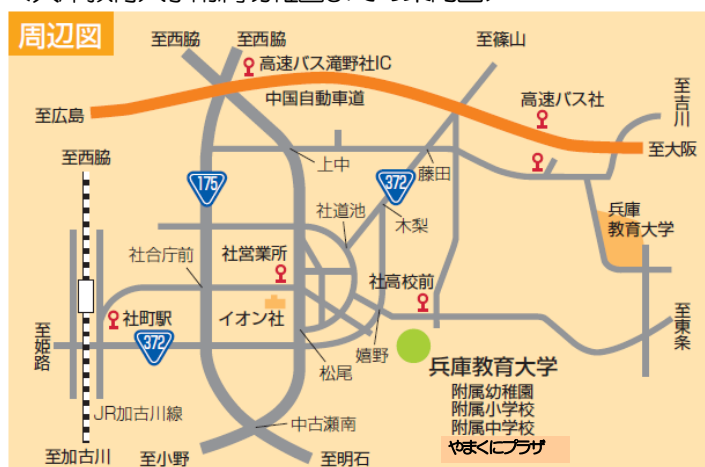 周辺図
至西脇
至西脇
至篠山
高速バス滝野社IC
至吉川
中国自動車道
高速バス社
至広島
至大阪
至西脇
上中
藤田
175
372
社道池
木梨
兵庫
教育大学
社合庁前
社営業所
社高校前
社町駅
イオン社
至東条
至姫路
372
嬉野
松尾
兵庫教育大学
附属幼稚園
附属小学校
附属中学校
やまくにプラザ
JR加古川線
中古瀬南
至加古川
至小野
至明石